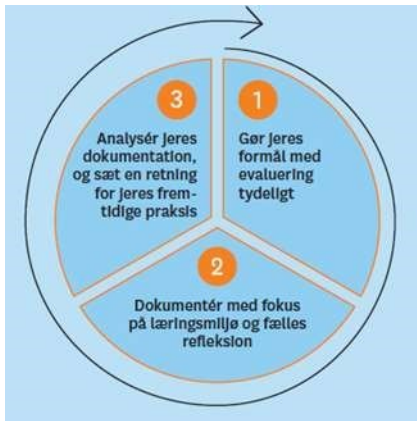 1
Gør jeres
formål med
evaluering
tydeligt
2
Dokumentér med fokus
på læringsmiljø og fælles
refleksion
3
Analysér jeres
dokumentation,
og sæt en retning
for jeres frem-
tidige praksis